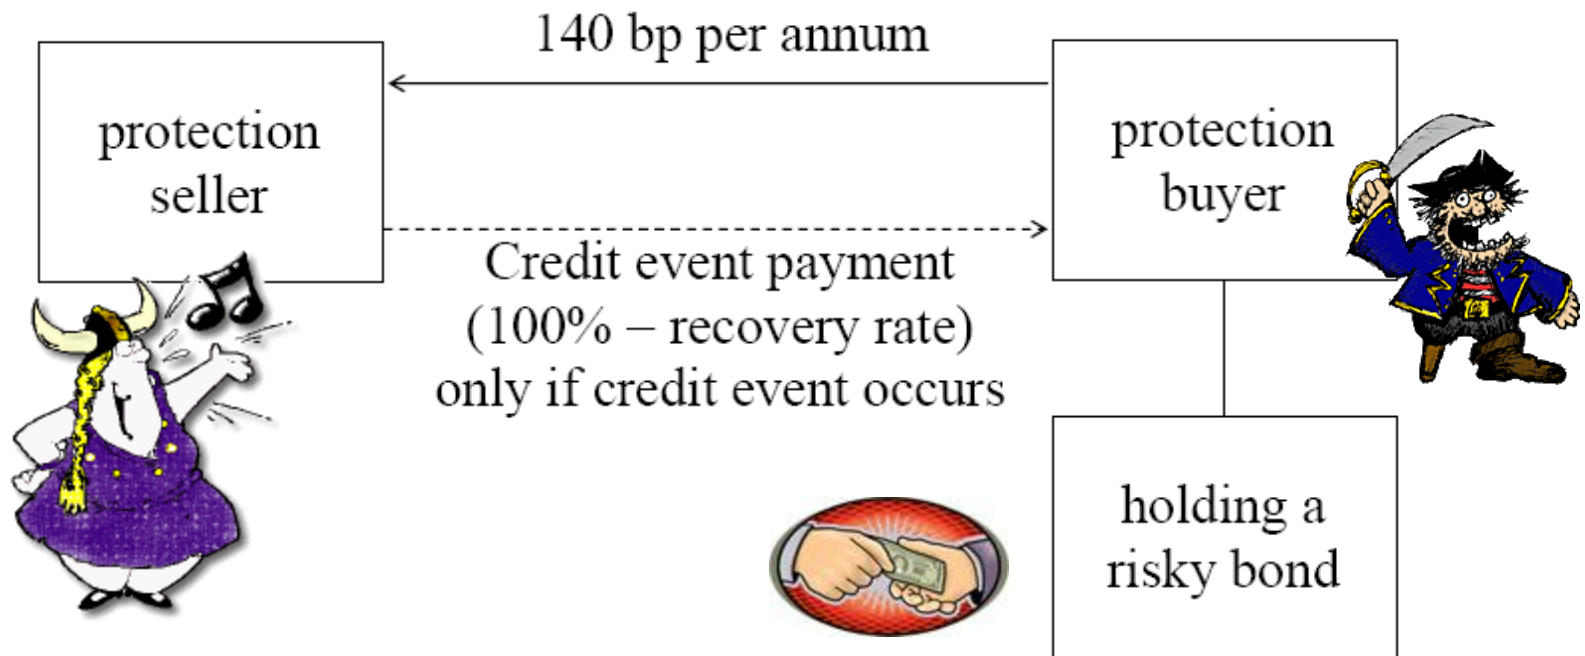 140 bp per annum
protection
seller
protection
buyer
Credit event payment
(100% – recovery rate)
only if credit event occurs
holding a
risky bond